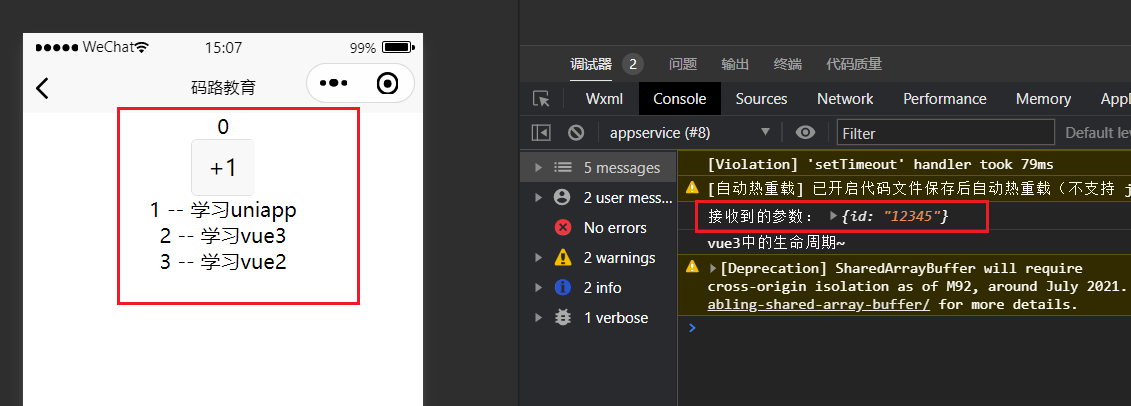 WeChat 15:07 99%
码路教育
0
+1
1 -- 学习uniapp
2 -- 学习vue3
3 -- 学习vue2
调试器 2 问题 输出 终端 代码质量
Wxml Console Sources Network Performance Memory Appl
appservice (#8) Filter Default lev
5 messages
2 user mess...
No errors
2 warnings
2 info
1 verbose
[Violation] 'setTimeout' handler took 79ms
[自动热重载] 已开启代码文件保存后自动热重载（不支持 j
接收到的参数： {id: "12345"}
vue3中的生命周期~
[Deprecation] SharedArrayBuffer will require
cross-origin isolation as of M92, around July 2021.
abling-shared-array-buffer/ for more details.